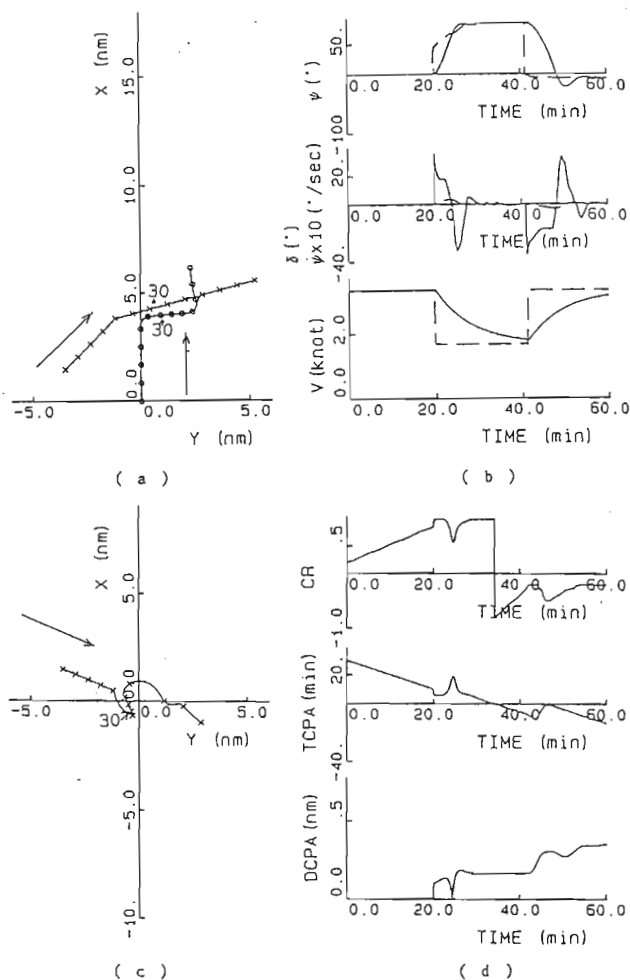 X (nm)
15.0
10.0
5.0
0.0
30
30
-5.0
0.0
5.0
Y (nm)
( a )
ψ(°)
50.
-100
0.0
20.0
40.0
60.0
TIME (min)
δ(°)
ψ̇x10(°/sec)
20.
-40.
0.0
20.0
40.0
60.0
TIME (min)
V(knot)
2.0
0.0
0.0
20.0
40.0
60.0
TIME (min)
( b )
X (nm)
5.0
0.0
-5.0
-10.
30
-5.0
0.0
5.0
Y (nm)
( c )
CR
.5
-1.0
0.0
20.0
40.0
60.0
TIME (min)
TCPA(min)
20.
-40.
0.0
20.0
40.0
60.0
TIME (min)
DCPA(nm)
.5
0.0
0.0
20.0
40.0
60.0
TIME (min)
( d )